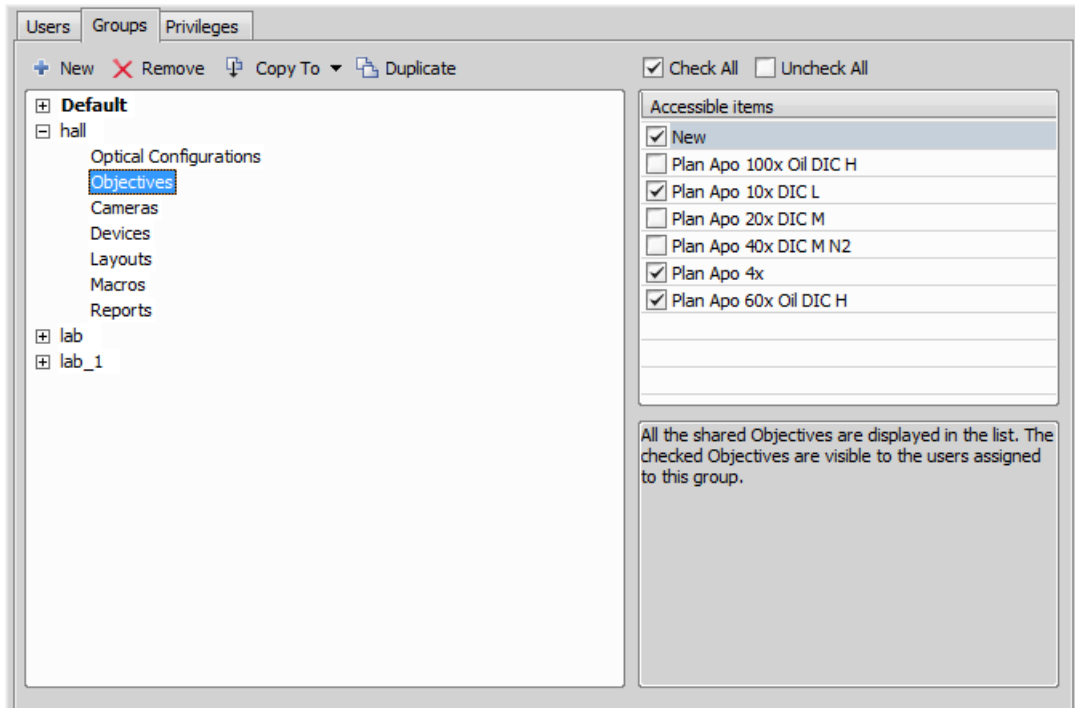 Users Groups Privileges
New Remove Copy To Duplicate
Check All Uncheck All
Default
hall
Optical Configurations
Objectives
Cameras
Devices
Layouts
Macros
Reports
lab
lab_1
Accessible items
New
Plan Apo 100x Oil DIC H
Plan Apo 10x DIC L
Plan Apo 20x DIC M
Plan Apo 40x DIC M N2
Plan Apo 4x
Plan Apo 60x Oil DIC H
All the shared Objectives are displayed in the list. The
checked Objectives are visible to the users assigned
to this group.